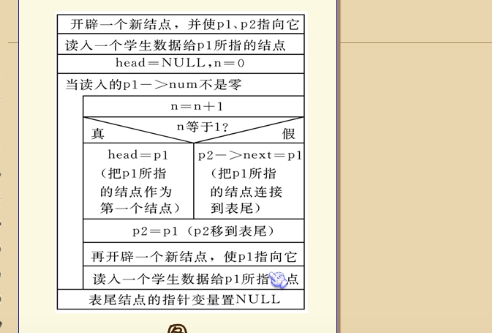 开辟一个新结点，并使p1、p2指向它
读入一个学生数据给p1所指的结点
head＝NULL,n＝0
当读入的p1－>num不是零
n＝n＋1
n等于1?
真
假
head＝p1
（把p1所指
的结点作为
第一个结点）
p2－>next＝p1
（把p1所指
的结点连接
到表尾）
p2＝p1（p2移到表尾）
再开辟一个新结点，使p1指向它
读入一个学生数据给p1所指 点
表尾结点的指针变量置NULL